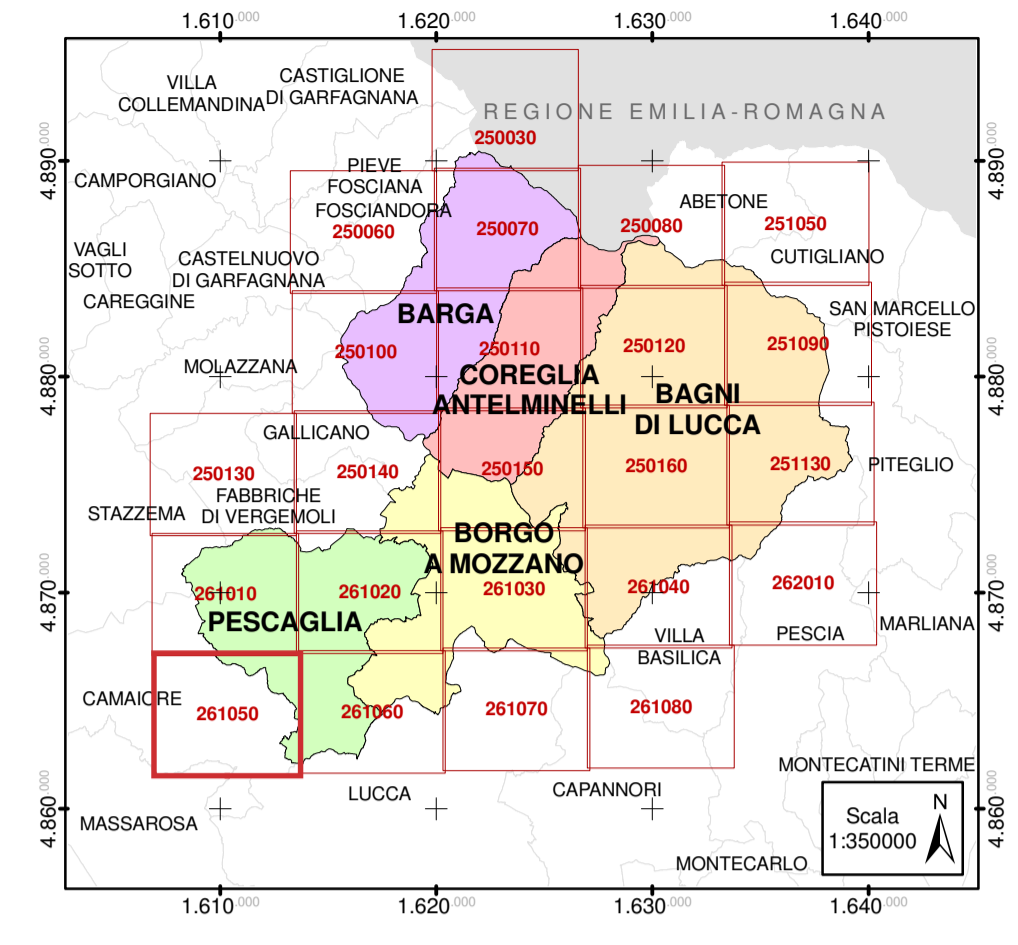 1.610.000 1.620.000 1.630.000 1.640.000
VILLA
COLLEMANDINA
CASTIGLIONE
DI GARFAGNANA
REGIONE EMILIA-ROMAGNA
250030
4.890.000
4.890.000
PIEVE
FOSCIANA
CAMPORGIANO
FOSCIANDORA
ABETONE
250060
250070
250080
251050
VAGLI
SOTTO
CASTELNUOVO
DI GARFAGNANA
CUTIGLIANO
CAREGGINE
BARGA
SAN MARCELLO
PISTOIESE
250100
250110
250120
251090
4.880.000
4.880.000
MOLAZZANA
COREGLIA
ANTELMINELLI
BAGNI
DI LUCCA
GALLICANO
250130
250140
250150
250160
251130
PITEGLIO
FABBRICHE
DI VERGEMOLI
STAZZEMA
BORGO
A MOZZANO
4.870.000
4.870.000
261010
261020
261030
261040
262010
PESCAGLIA
VILLA
BASILICA
PESCIA
MARLIANA
CAMAIORE
261050
261060
261070
261080
MONTECATINI TERME
LUCCA
CAPANNORI
4.860.000
4.860.000
MASSAROSA
Scala
1:350000
N
MONTECARLO
1.610.000 1.620.000 1.630.000 1.640.000